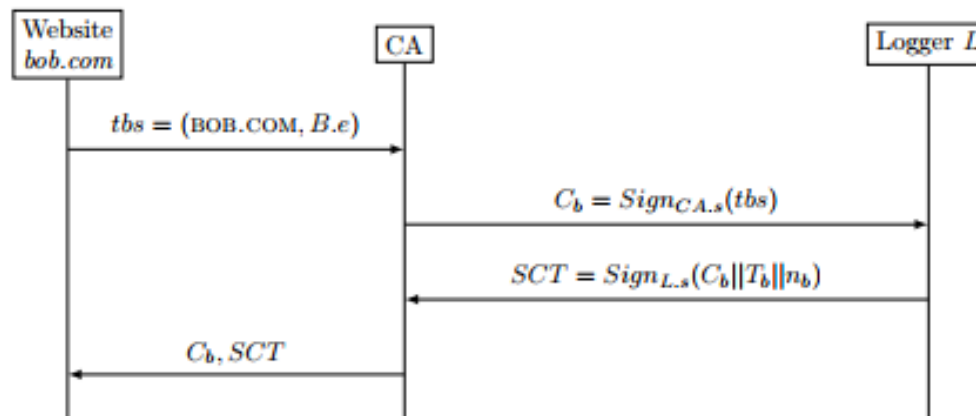 Website
bob.com
CA
Logger L
tbs = (BOB.COM, B.e)
C_b = Sign_{CA.s}(tbs)
SCT = Sign_{L.s}(C_b||T_b||n_b)
C_b, SCT